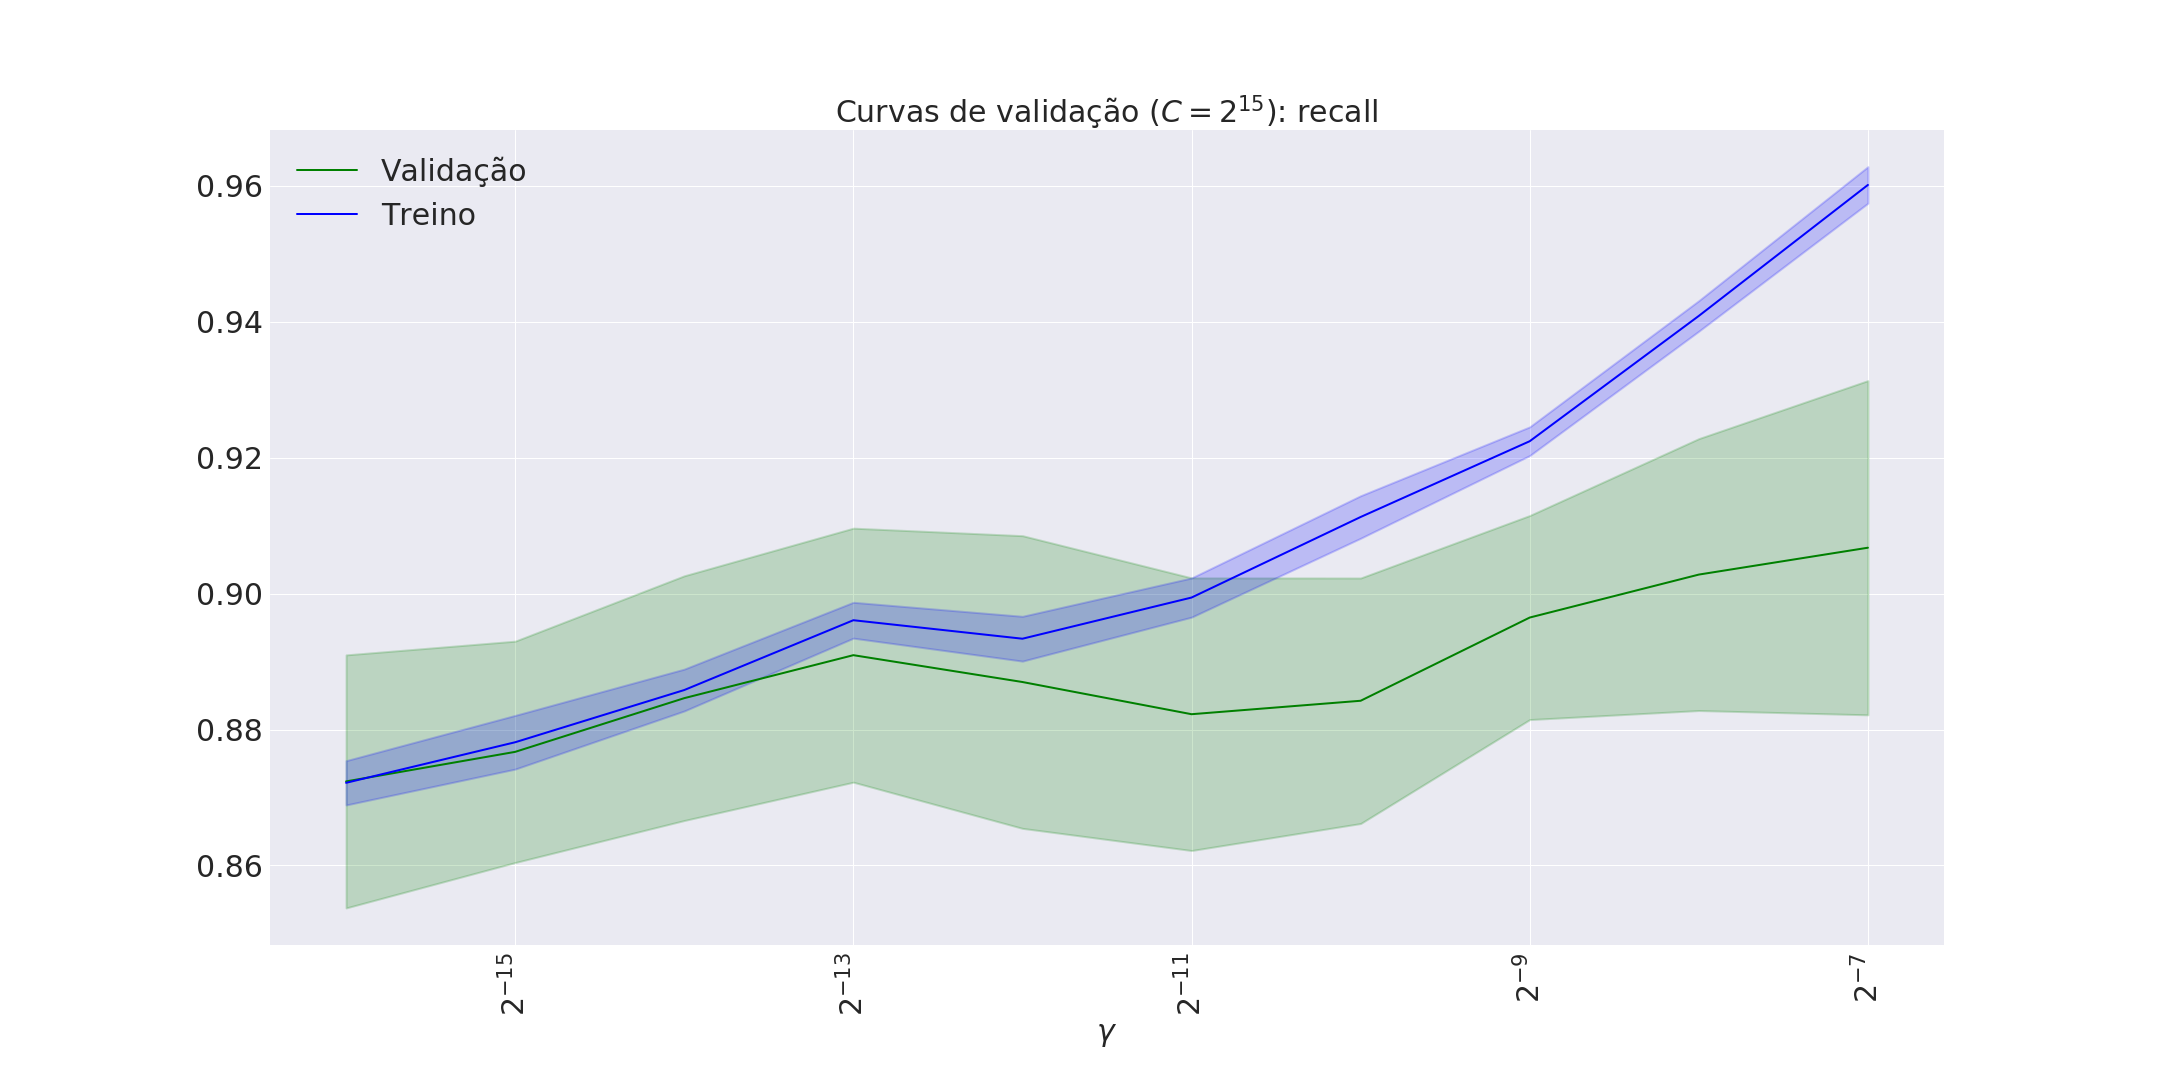 Curvas de validação (C = 2^15): recall
Validação
Treino
0.96
0.94
0.92
0.90
0.88
0.86
2^−15
2^−13
2^−11
2^−9
2^−7
γ